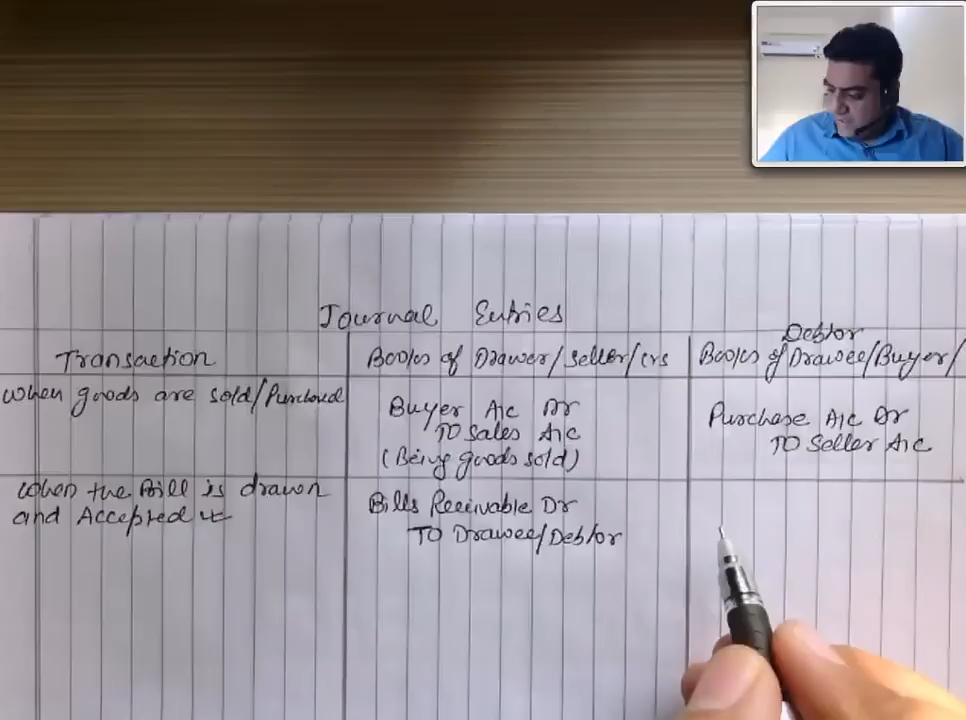 Journal Entries
Transaction
Books of Drawer/Seller/Crs
Debtor
Books of Drawee/Buyer/
When goods are sold/Purchased
Buyer A/c Dr
To Sales A/c
(Being goods sold)
Purchase A/c Dr
To Seller A/c
When the Bill is drawn
and Accepted
Bills Receivable Dr
To Drawee/Debtor